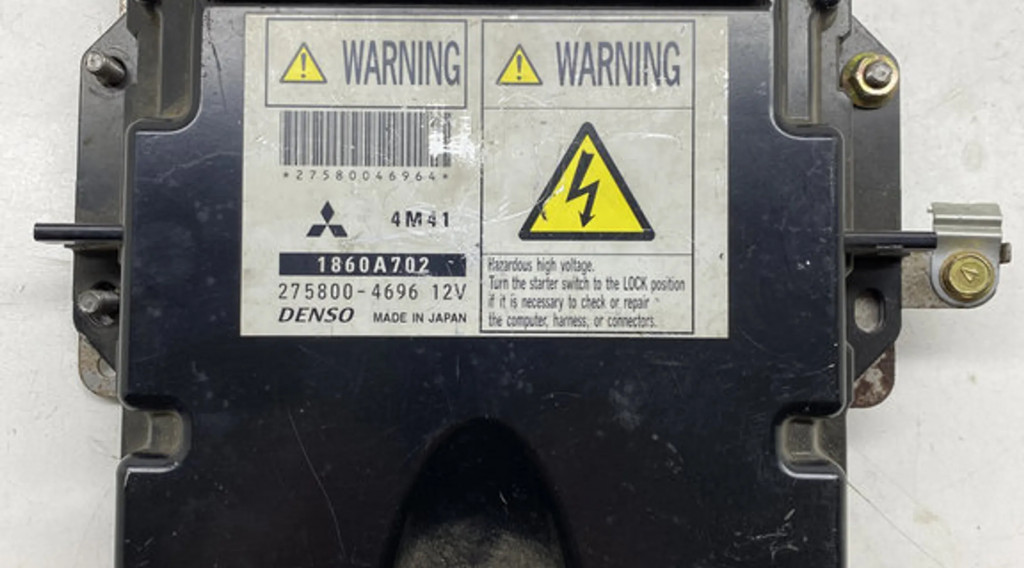 WARNING
*27580046964*
4M41
1860A702
275800-4696 12V
DENSO MADE IN JAPAN
WARNING
Hazardous high voltage.
Turn the starter switch to the LOCK position
if it is necessary to check or repair
the computer, harness, or connectors.